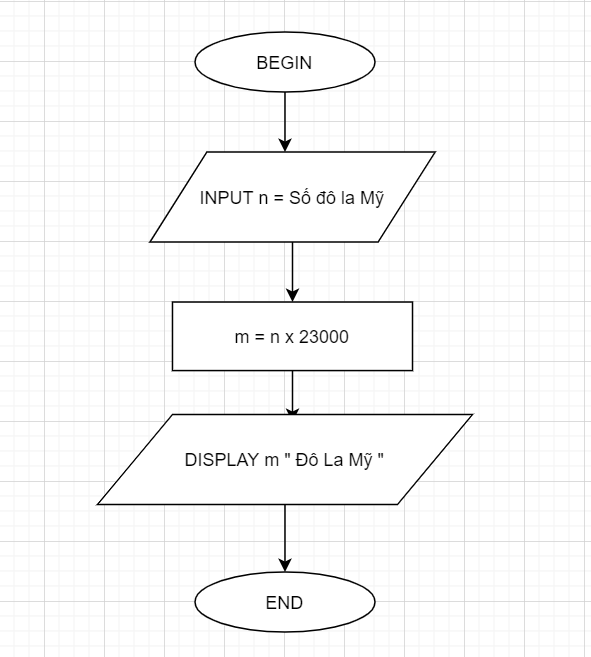 BEGIN
INPUT n = Số đô la Mỹ
m = n x 23000
DISPLAY m " Đô La Mỹ "
END